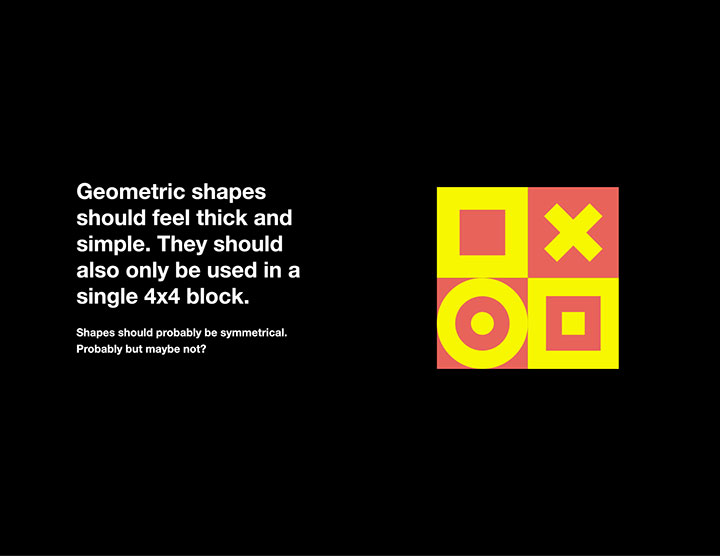 Geometric shapes
should feel thick and
simple. They should
also only be used in a
single 4x4 block.
Shapes should probably be symmetrical.
Probably but maybe not?